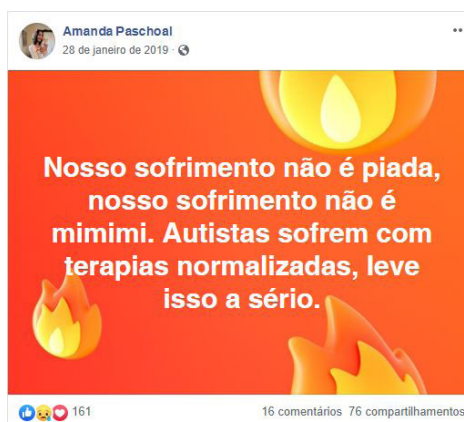 Amanda Paschoal
28 de janeiro de 2019 ·
Nosso sofrimento não é piada,
nosso sofrimento não é
mimimi. Autistas sofrem com
terapias normalizadas, leve
isso a sério.
161 16 comentários 76 compartilhamentos